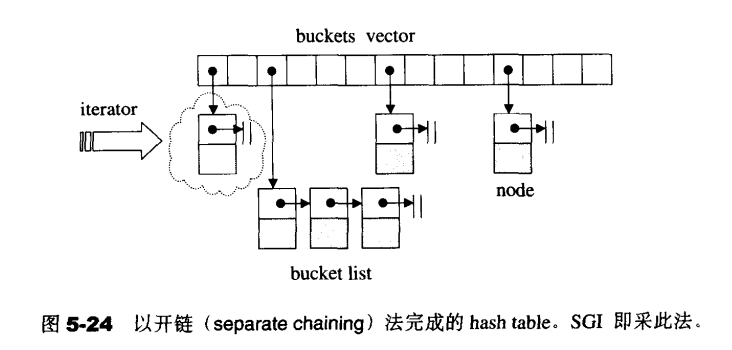 buckets vector
iterator
node
bucket list
图 5-24 以开链（separate chaining）法完成的 hash table。SGI 即采此法。